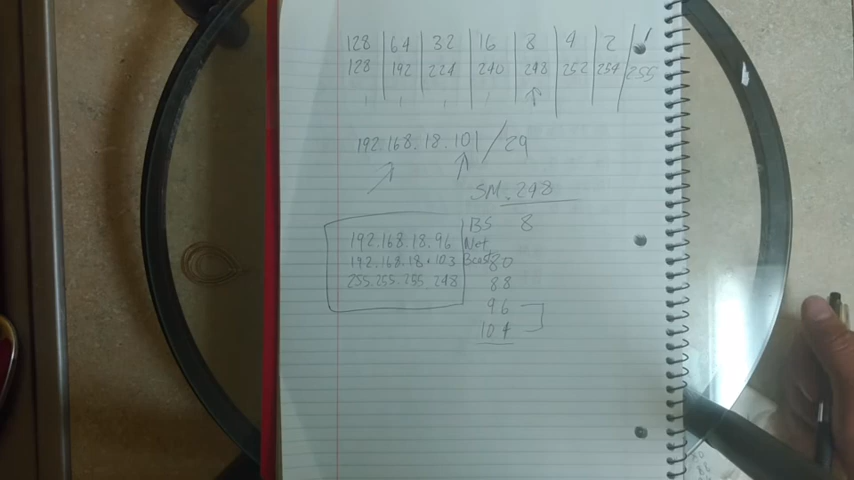 128 64 32 16 8 4 2 1
128 192 224 240 248 252 254 255
192.168.18.101/29
SM .248
BS 8
192.168.18.96 Net
192.168.18.103 Bcast 80
255.255.255.248 88
96
104